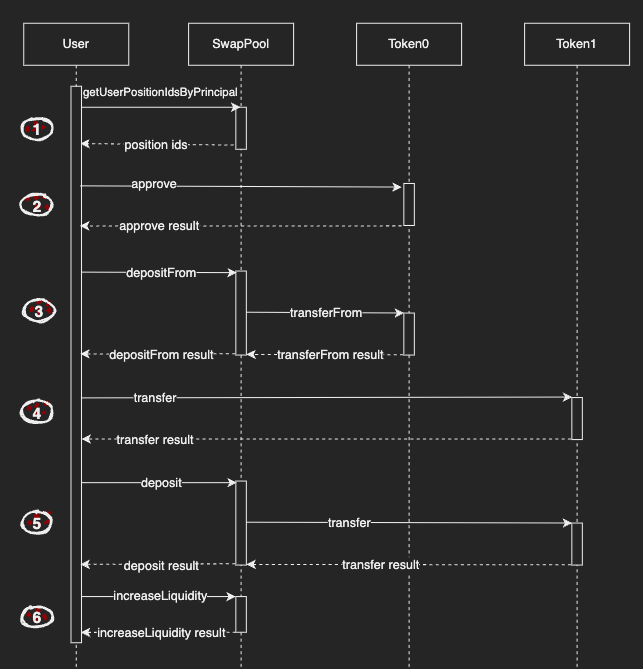 User
SwapPool
Token0
Token1
getUserPositionIdsByPrincipal
1
position ids
approve
2
approve result
depositFrom
3
transferFrom
depositFrom result
transferFrom result
transfer
4
transfer result
deposit
5
transfer
deposit result
transfer result
increaseLiquidity
6
increaseLiquidity result